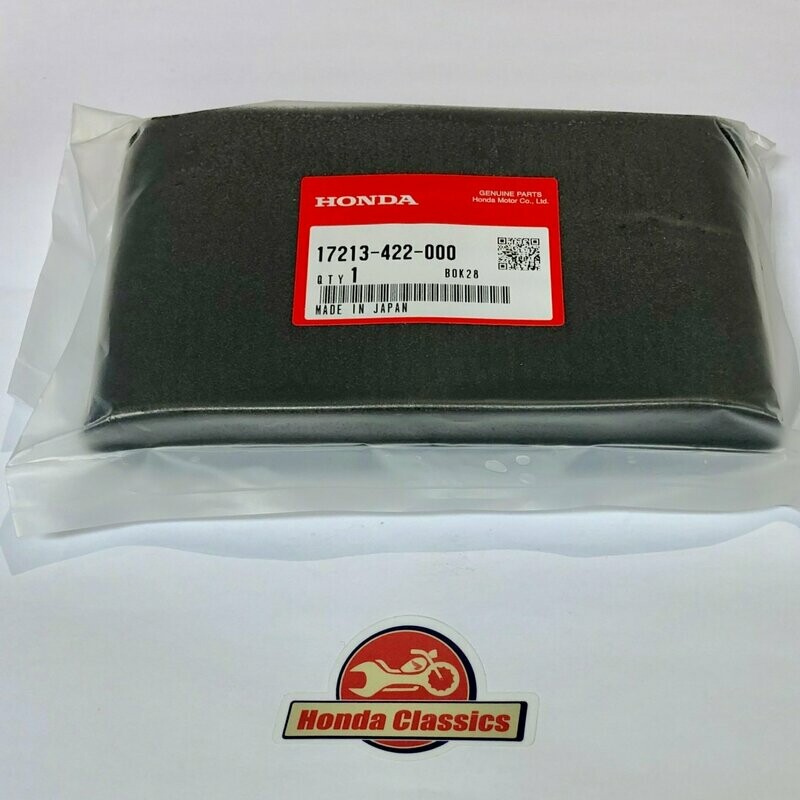 HONDA
GENUINE PARTS
Honda Motor Co., Ltd.
17213-422-000
QTY 1
BOK28
MADE IN JAPAN
Honda Classics